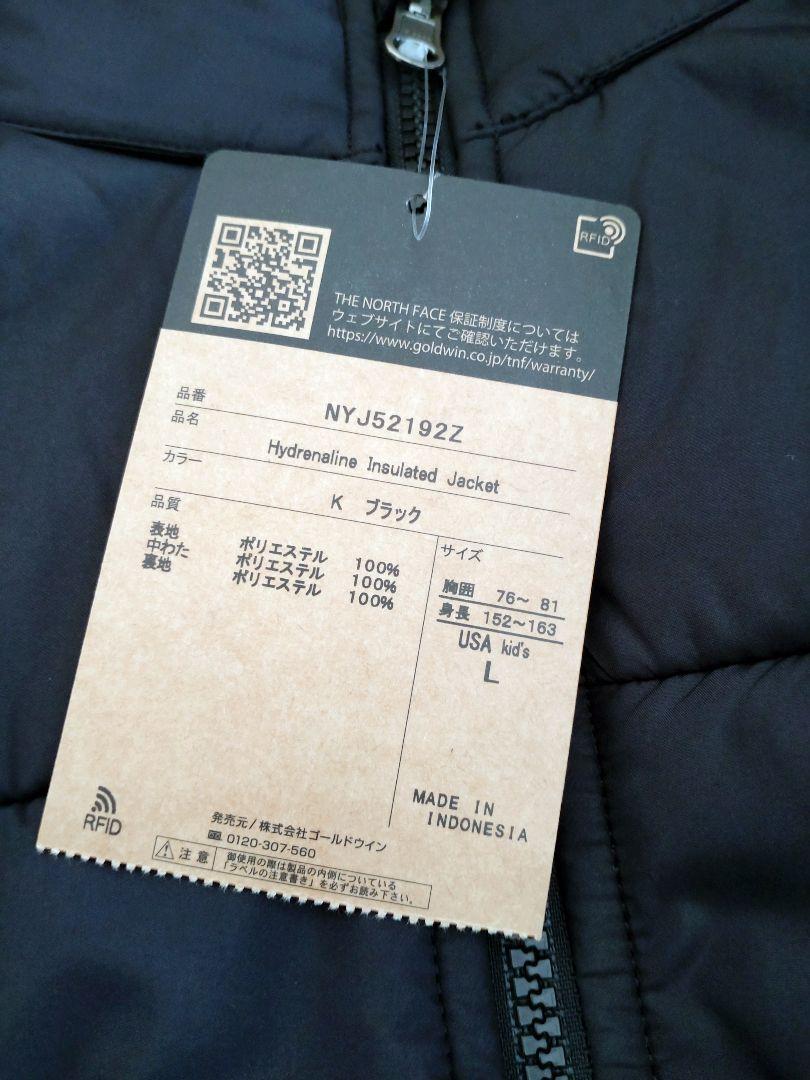 RFID
THE NORTH FACE 保証制度については
ウェブサイトにてご確認いただけます。
https://www.goldwin.co.jp/tnf/warranty/
品番 NYJ52192Z
品名 Hydrenaline Insulated Jacket
カラー K ブラック
品質
表地 ポリエステル 100%
中わた ポリエステル 100%
裏地 ポリエステル 100%
サイズ
胸囲 76～ 81
身長 152～163
USA kid's
L
MADE IN
INDONESIA
RFID
発売元/株式会社ゴールドウイン
0120-307-560
注意
御使用の際は製品の内側についている
「ラベルの注意書き」を必ずお読み下さい。